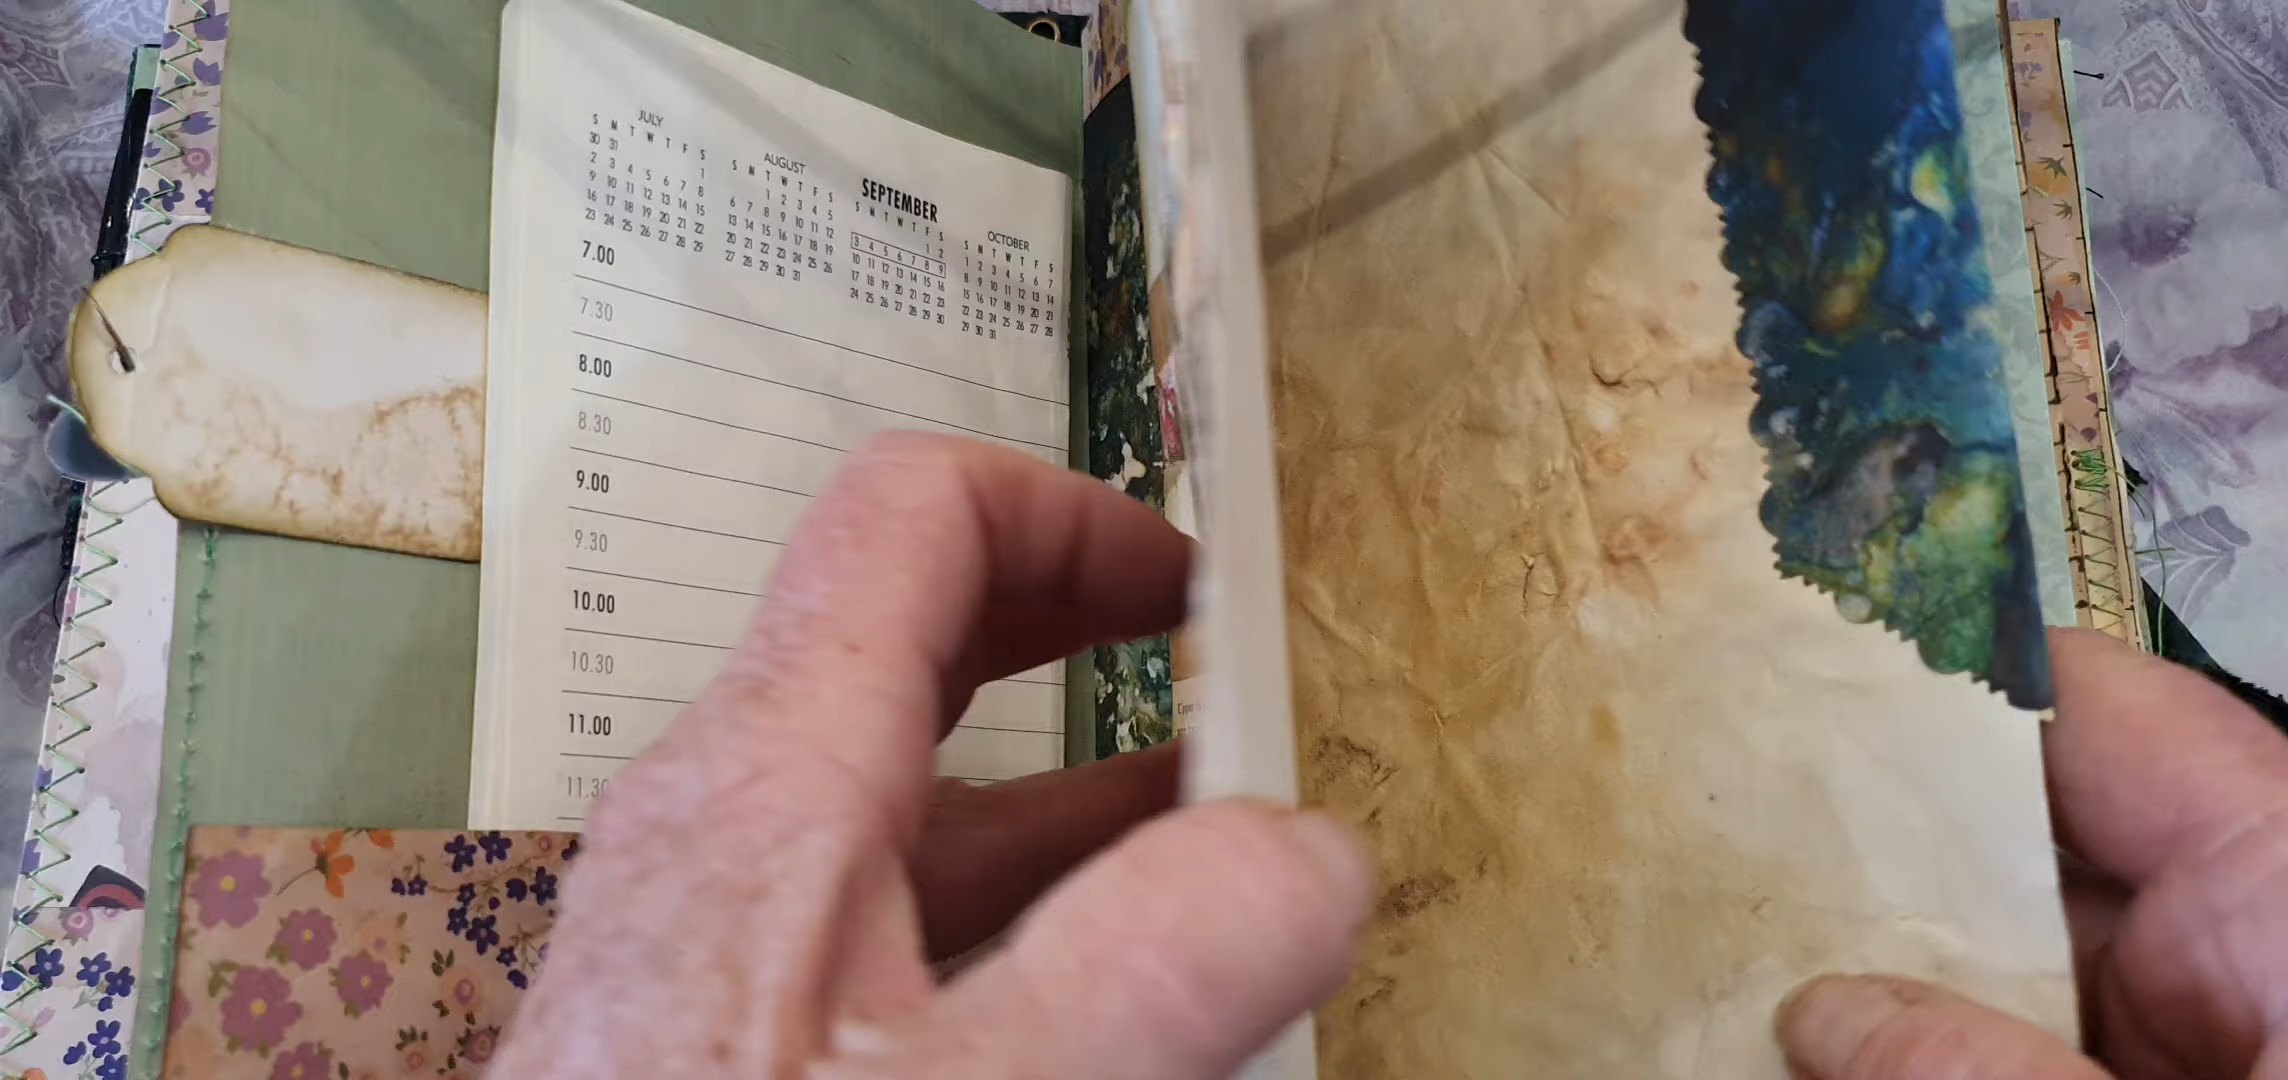 JULY
S M T W T F S
30 31 1
2 3 4 5 6 7 8
9 10 11 12 13 14 15
16 17 18 19 20 21 22
23 24 25 26 27 28 29
AUGUST
S M T W T F S
1 2 3 4 5
6 7 8 9 10 11 12
13 14 15 16 17 18 19
20 21 22 23 24 25 26
27 28 29 30 31
SEPTEMBER
S M T W T F S
1 2
3 4 5 6 7 8 9
10 11 12 13 14 15 16
17 18 19 20 21 22 23
24 25 26 27 28 29 30
OCTOBER
S M T W T F S
1 2 3 4 5 6 7
8 9 10 11 12 13 14
15 16 17 18 19 20 21
22 23 24 25 26 27 28
29 30 31
7.00
7.30
8.00
8.30
9.00
9.30
10.00
10.30
11.00
11.30